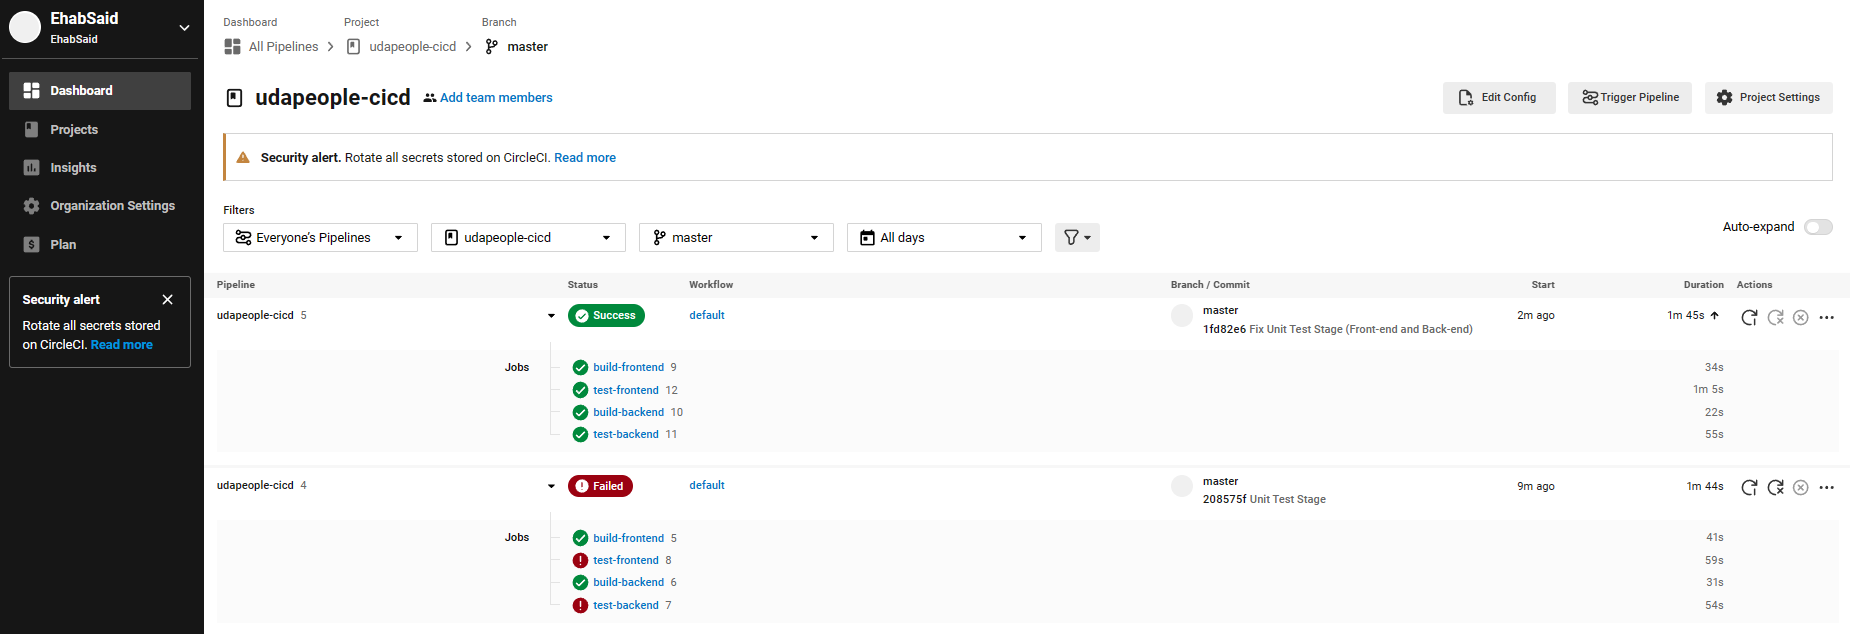 EhabSaid
EhabSaid
Dashboard
Projects
Insights
Organization Settings
Plan
Security alert
Rotate all secrets stored
on CircleCI. Read more
Dashboard Project Branch
All Pipelines udapeople-cicd master
udapeople-cicd Add team members
Edit Config Trigger Pipeline Project Settings
Security alert. Rotate all secrets stored on CircleCI. Read more
Filters
Everyone's Pipelines udapeople-cicd master All days
Auto-expand
Pipeline Status Workflow Branch / Commit Start Duration Actions
udapeople-cicd 5 Success default master 2m ago 1m 45s
1fd82e6 Fix Unit Test Stage (Front-end and Back-end)
Jobs build-frontend 9 34s
test-frontend 12 1m 5s
build-backend 10 22s
test-backend 11 55s
udapeople-cicd 4 Failed default master 9m ago 1m 44s
208575f Unit Test Stage
Jobs build-frontend 5 41s
test-frontend 8 59s
build-backend 6 31s
test-backend 7 54s